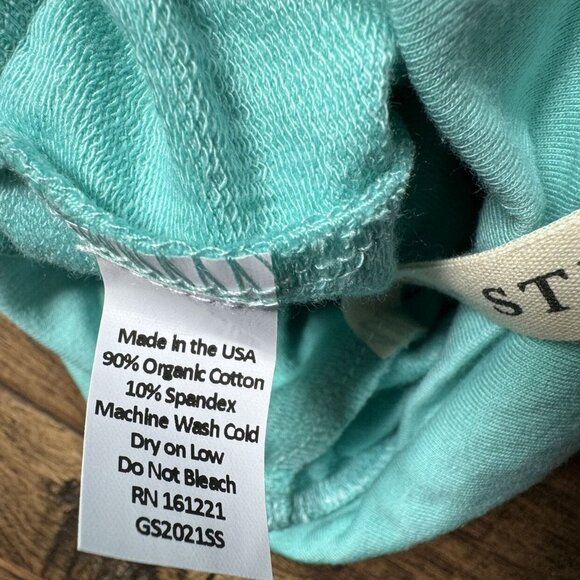 Made in the USA
90% Organic Cotton
10% Spandex
Machine Wash Cold
Dry on Low
Do Not Bleach
RN 161221
GS2021SS